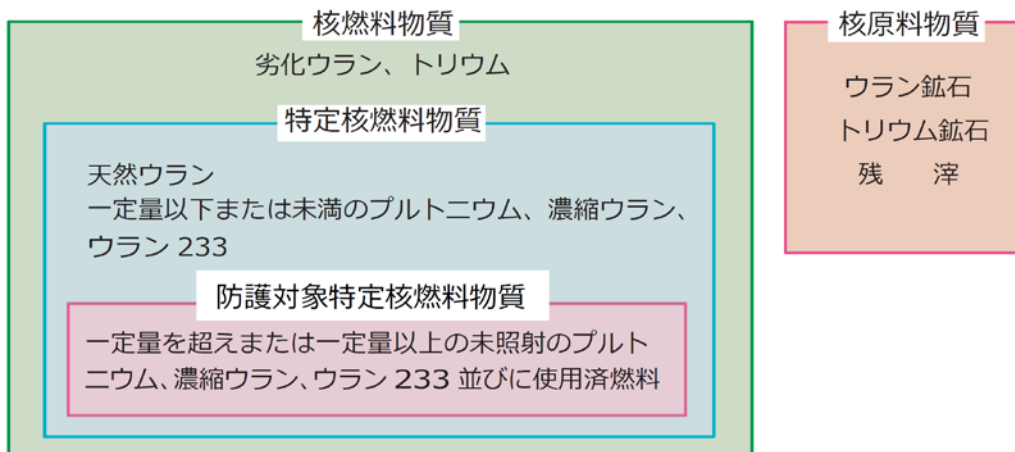 核燃料物質
劣化ウラン、トリウム
特定核燃料物質
天然ウラン
一定量以下または未満のプルトニウム、濃縮ウラン、
ウラン 233
防護対象特定核燃料物質
一定量を超えまたは一定量以上の未照射のプルト
ニウム、濃縮ウラン、ウラン 233 並びに使用済燃料
核原料物質
ウラン鉱石
トリウム鉱石
残　　滓